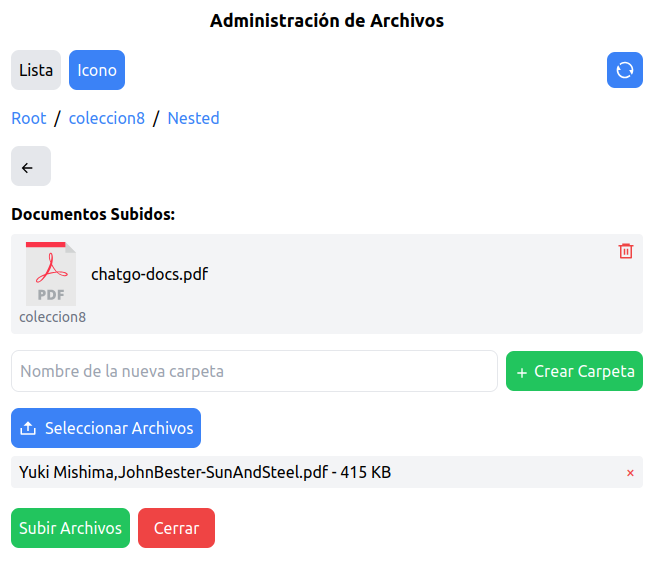 Administración de Archivos
Lista Icono
Root / coleccion8 / Nested
Documentos Subidos:
chatgo-docs.pdf
PDF
coleccion8
Nombre de la nueva carpeta
+ Crear Carpeta
Seleccionar Archivos
Yuki Mishima,JohnBester-SunAndSteel.pdf - 415 KB ×
Subir Archivos Cerrar